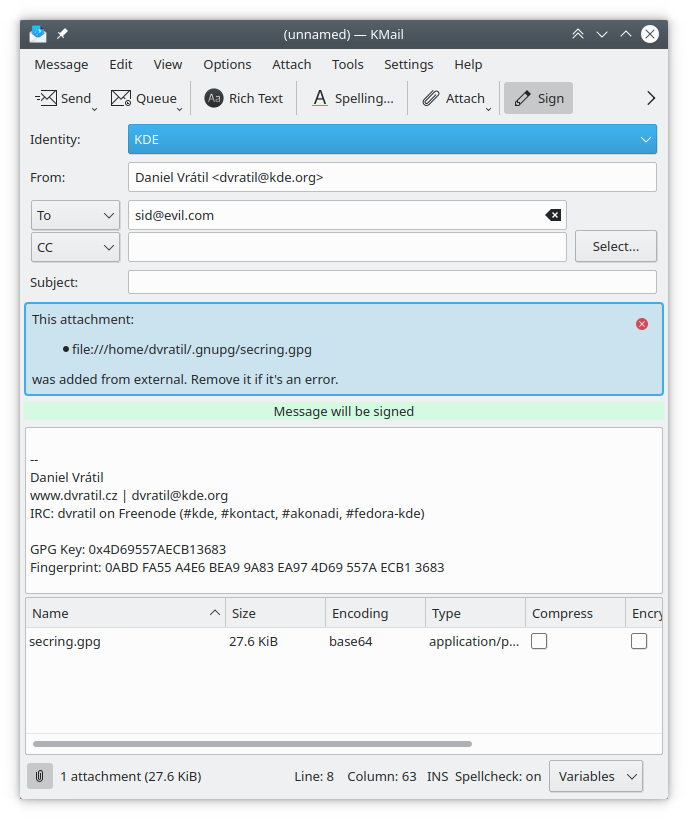 (unnamed) — KMail
Message Edit View Options Attach Tools Settings Help
Send Queue Aa Rich Text A Spelling... Attach Sign
Identity: KDE
From: Daniel Vrátil <dvratil@kde.org>
To sid@evil.com
CC Select...
Subject:
This attachment:
• file:///home/dvratil/.gnupg/secring.gpg
was added from external. Remove it if it's an error.
Message will be signed
--
Daniel Vrátil
www.dvratil.cz | dvratil@kde.org
IRC: dvratil on Freenode (#kde, #kontact, #akonadi, #fedora-kde)
GPG Key: 0x4D69557AECB13683
Fingerprint: 0ABD FA55 A4E6 BEA9 9A83 EA97 4D69 557A ECB1 3683
Name Size Encoding Type Compress Encry
secring.gpg 27.6 KiB base64 application/p...
1 attachment (27.6 KiB) Line: 8 Column: 63 INS Spellcheck: on Variables